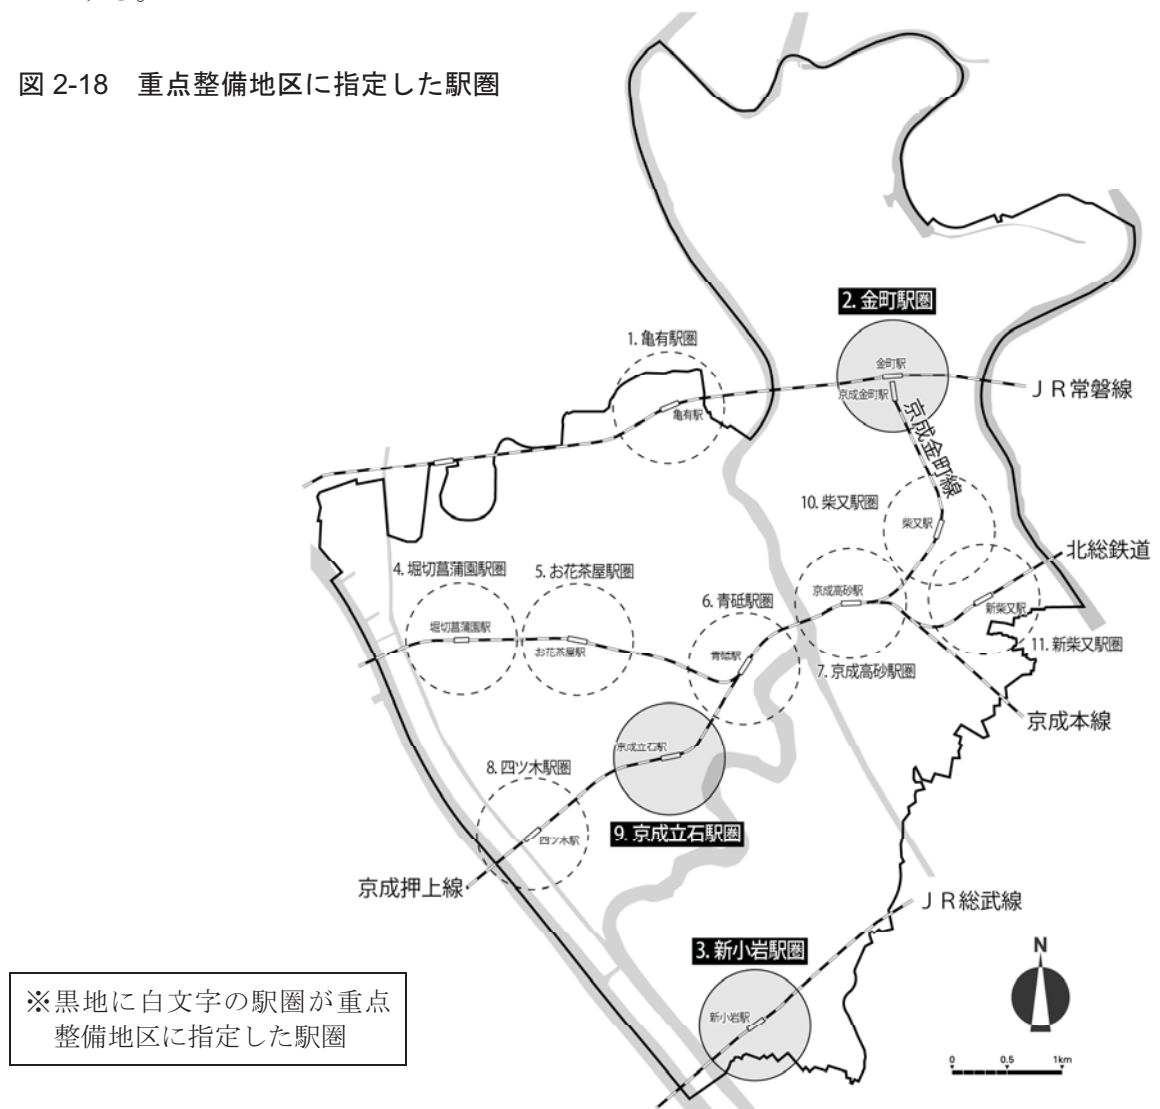 する。
図 2-18 重点整備地区に指定した駅圏
2. 金町駅圏
1. 亀有駅圏
金町駅
京成金町駅
亀有駅
ＪＲ常磐線
京成金町線
10. 柴又駅圏
柴又駅
北総鉄道
4. 堀切菖蒲園駅圏
5. お花茶屋駅圏
6. 青砥駅圏
京成高砂駅
新柴又駅
堀切菖蒲園駅
お花茶屋駅
青砥駅
7. 京成高砂駅圏
11. 新柴又駅圏
京成本線
京成立石駅
8. 四ツ木駅圏
四ツ木駅
9. 京成立石駅圏
京成押上線
ＪＲ総武線
3. 新小岩駅圏
新小岩駅
N
※黒地に白文字の駅圏が重点
整備地区に指定した駅圏
0 0.5 1km